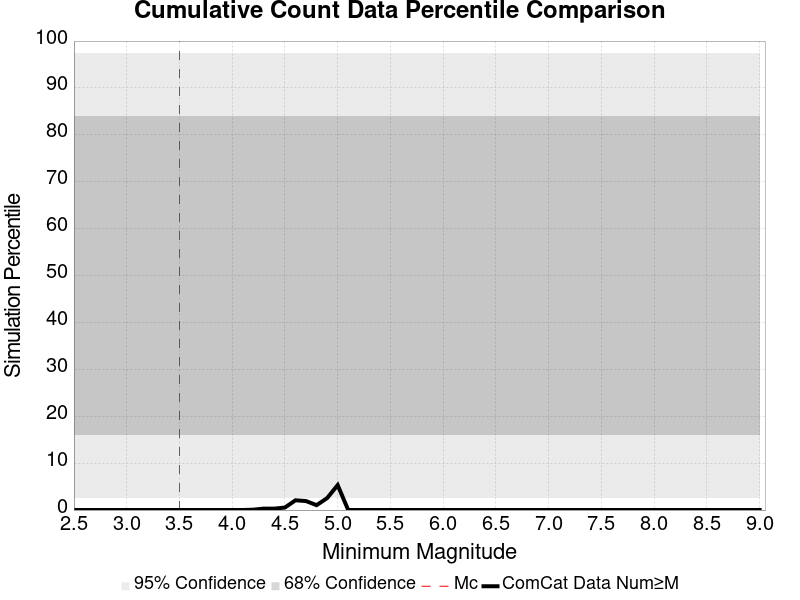 Cumulative Count Data Percentile Comparison
100
90
80
70
60
50
40
30
20
10
0
Simulation Percentile
2.5 3.0 3.5 4.0 4.5 5.0 5.5 6.0 6.5 7.0 7.5 8.0 8.5 9.0
Minimum Magnitude
95% Confidence 68% Confidence Mc ComCat Data Num≥M